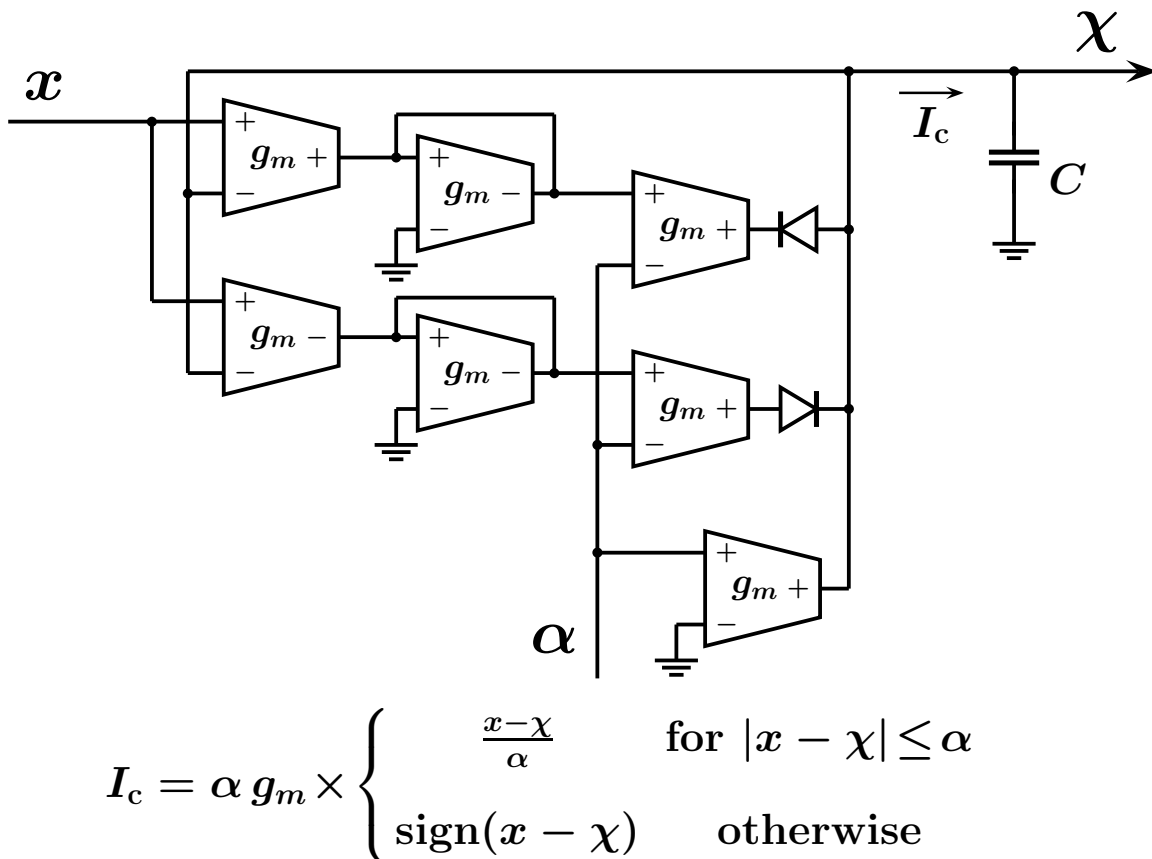 χ
x
I_c
+
g_m +
−
+
g_m −
−
C
+
g_m +
−
+
g_m −
−
+
g_m −
−
+
g_m +
−
+
g_m +
−
α
I_c = α g_m × { (x−χ)/α for |x − χ| ≤ α
sign(x − χ) otherwise